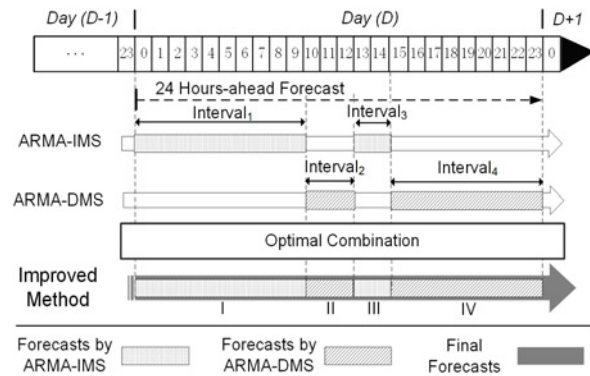 Day (D-1) Day (D) D+1
... 23 0 1 2 3 4 5 6 7 8 9 10 11 12 13 14 15 16 17 18 19 20 21 22 23 0
24 Hours-ahead Forecast
Interval1 Interval3
ARMA-IMS
Interval2 Interval4
ARMA-DMS
Optimal Combination
Improved
Method
I II III IV
Forecasts by Forecasts by Final
ARMA-IMS ARMA-DMS Forecasts